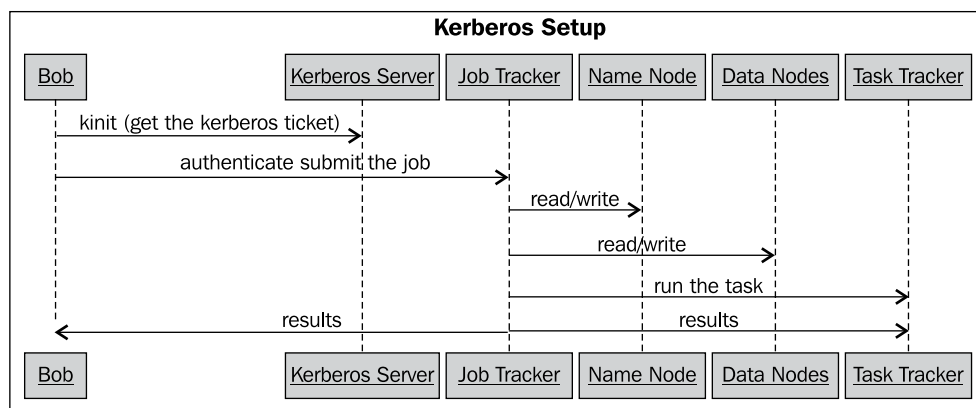 Kerberos Setup
Bob Kerberos Server Job Tracker Name Node Data Nodes Task Tracker
kinit (get the kerberos ticket)
authenticate submit the job
read/write
read/write
run the task
results results
Bob Kerberos Server Job Tracker Name Node Data Nodes Task Tracker